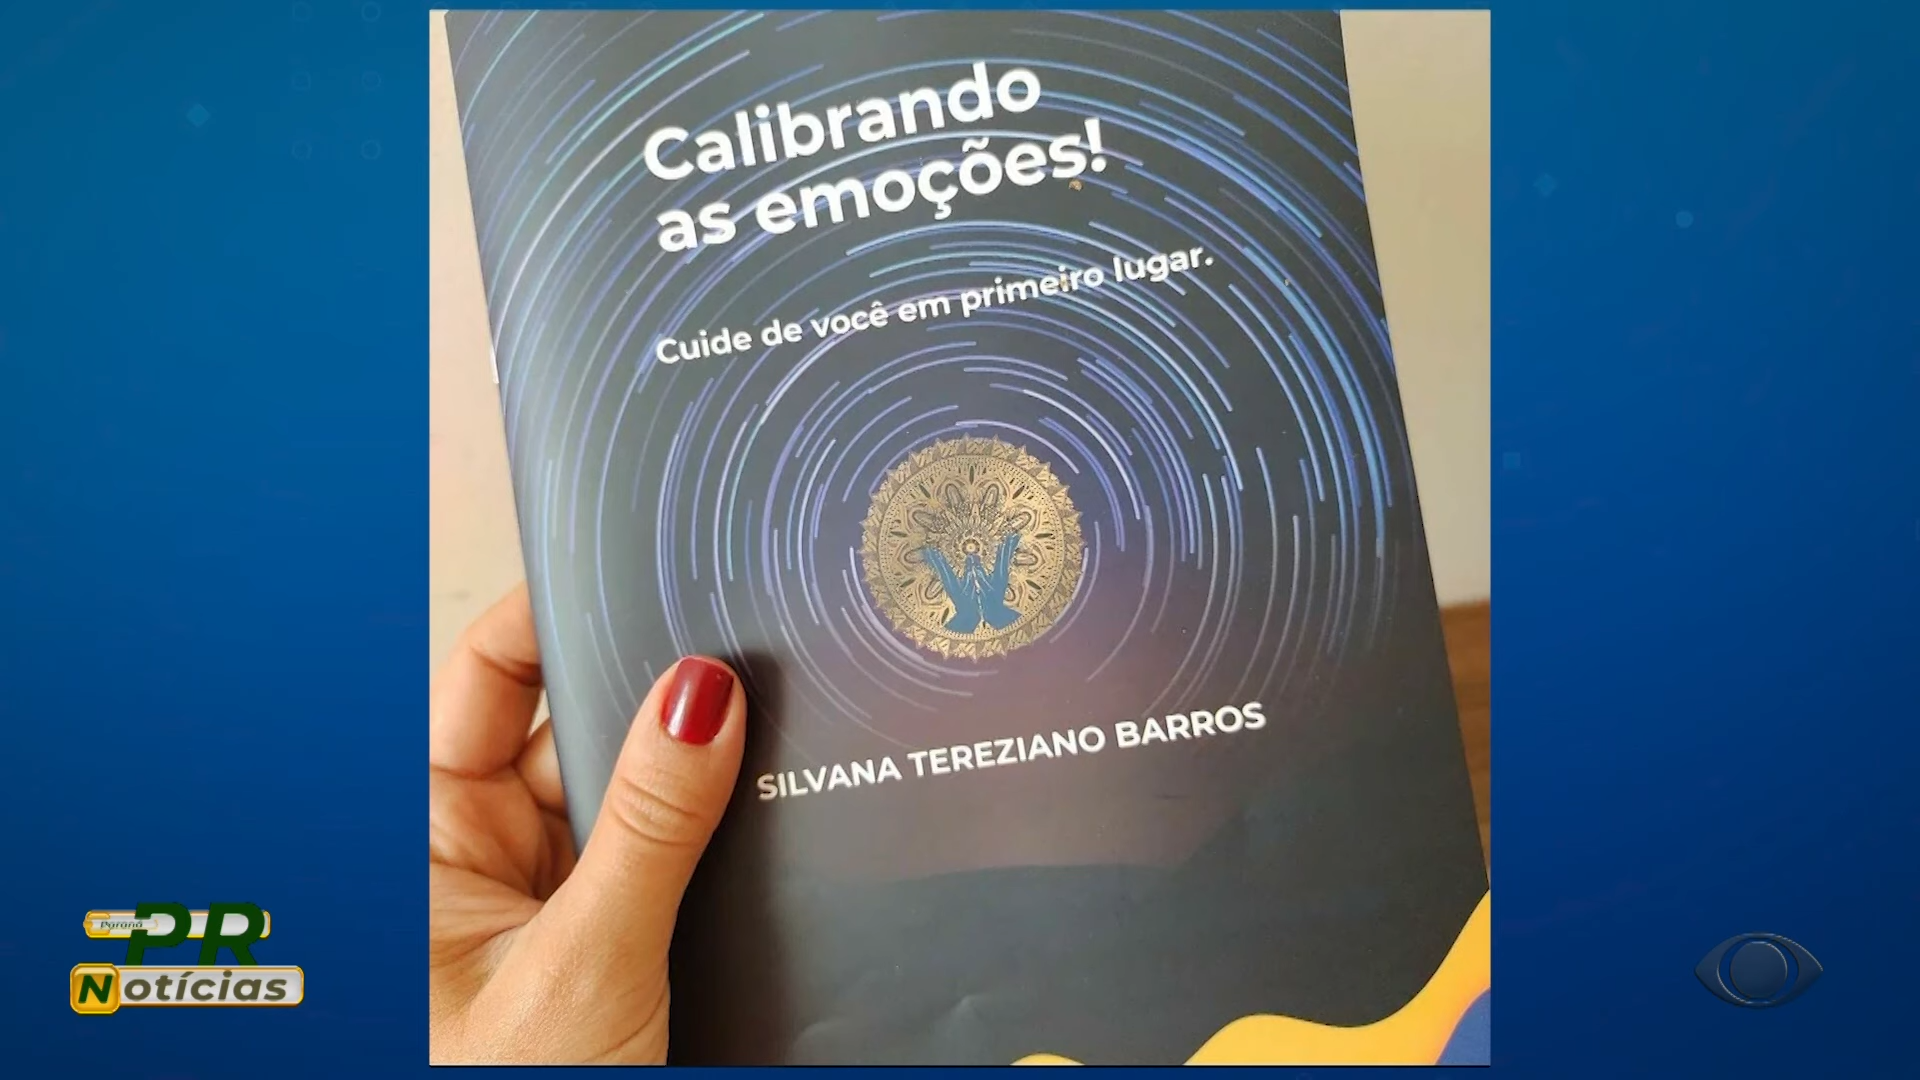 Calibrando
as emoções!
Cuide de você em primeiro lugar.
SILVANA TEREZIANO BARROS
Paraná
PR
Notícias